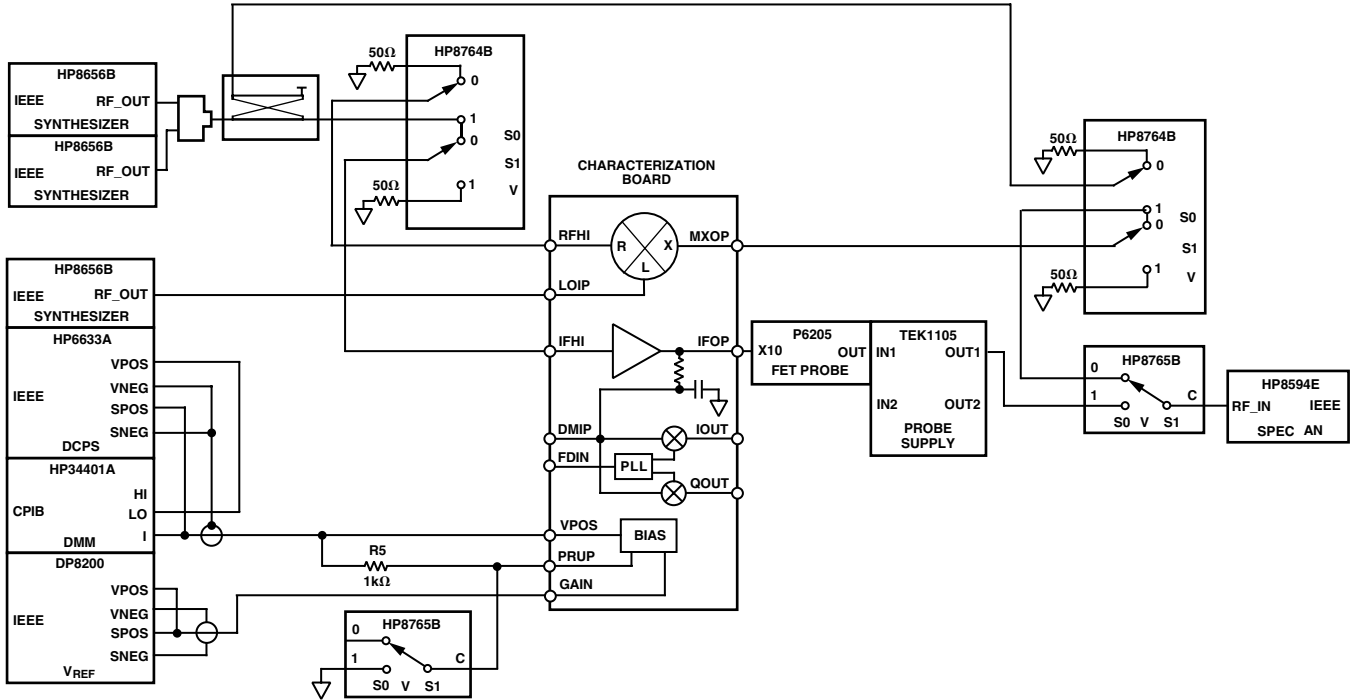 HP8656B
IEEE RF_OUT
SYNTHESIZER
HP8656B
IEEE RF_OUT
SYNTHESIZER
50Ω
HP8764B
0
1
0
S0
S1
50Ω
1
V
HP8656B
IEEE RF_OUT
SYNTHESIZER
HP6633A
VPOS
VNEG
IEEE
SPOS
SNEG
DCPS
HP34401A
HI
CPIB
LO
I
DMM
DP8200
VPOS
VNEG
IEEE
SPOS
SNEG
VREF
R5
1kΩ
HP8765B
0
1
C
S0 V S1
CHARACTERIZATION
BOARD
RFHI
R
X
L
MXOP
LOIP
IFHI
IFOP
DMIP
IOUT
FDIN
PLL
QOUT
VPOS
BIAS
PRUP
GAIN
P6205
X10 OUT
FET PROBE
TEK1105
IN1 OUT1
IN2 OUT2
PROBE
SUPPLY
HP8764B
50Ω
0
1
0
S0
S1
50Ω
1
V
HP8765B
0
1
C
S0 V S1
HP8594E
RF_IN IEEE
SPEC AN